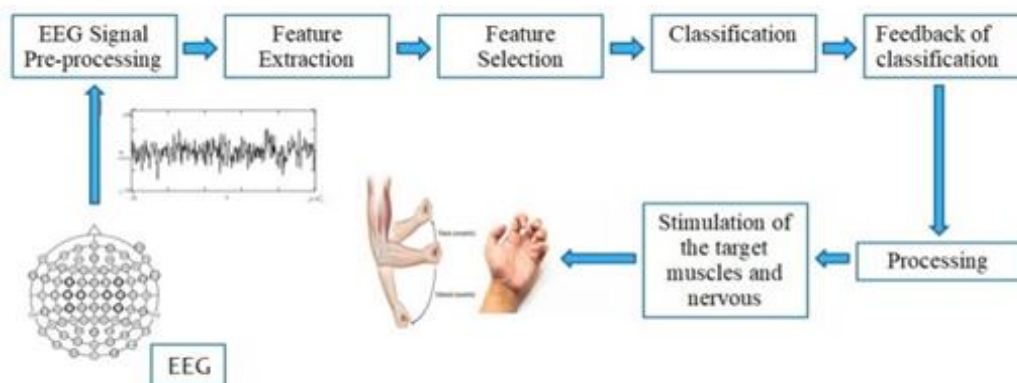 EEG Signal
Pre-processing
Feature
Extraction
Feature
Selection
Classification
Feedback of
classification
Stimulation of
the target
muscles and
nervous
Processing
EEG